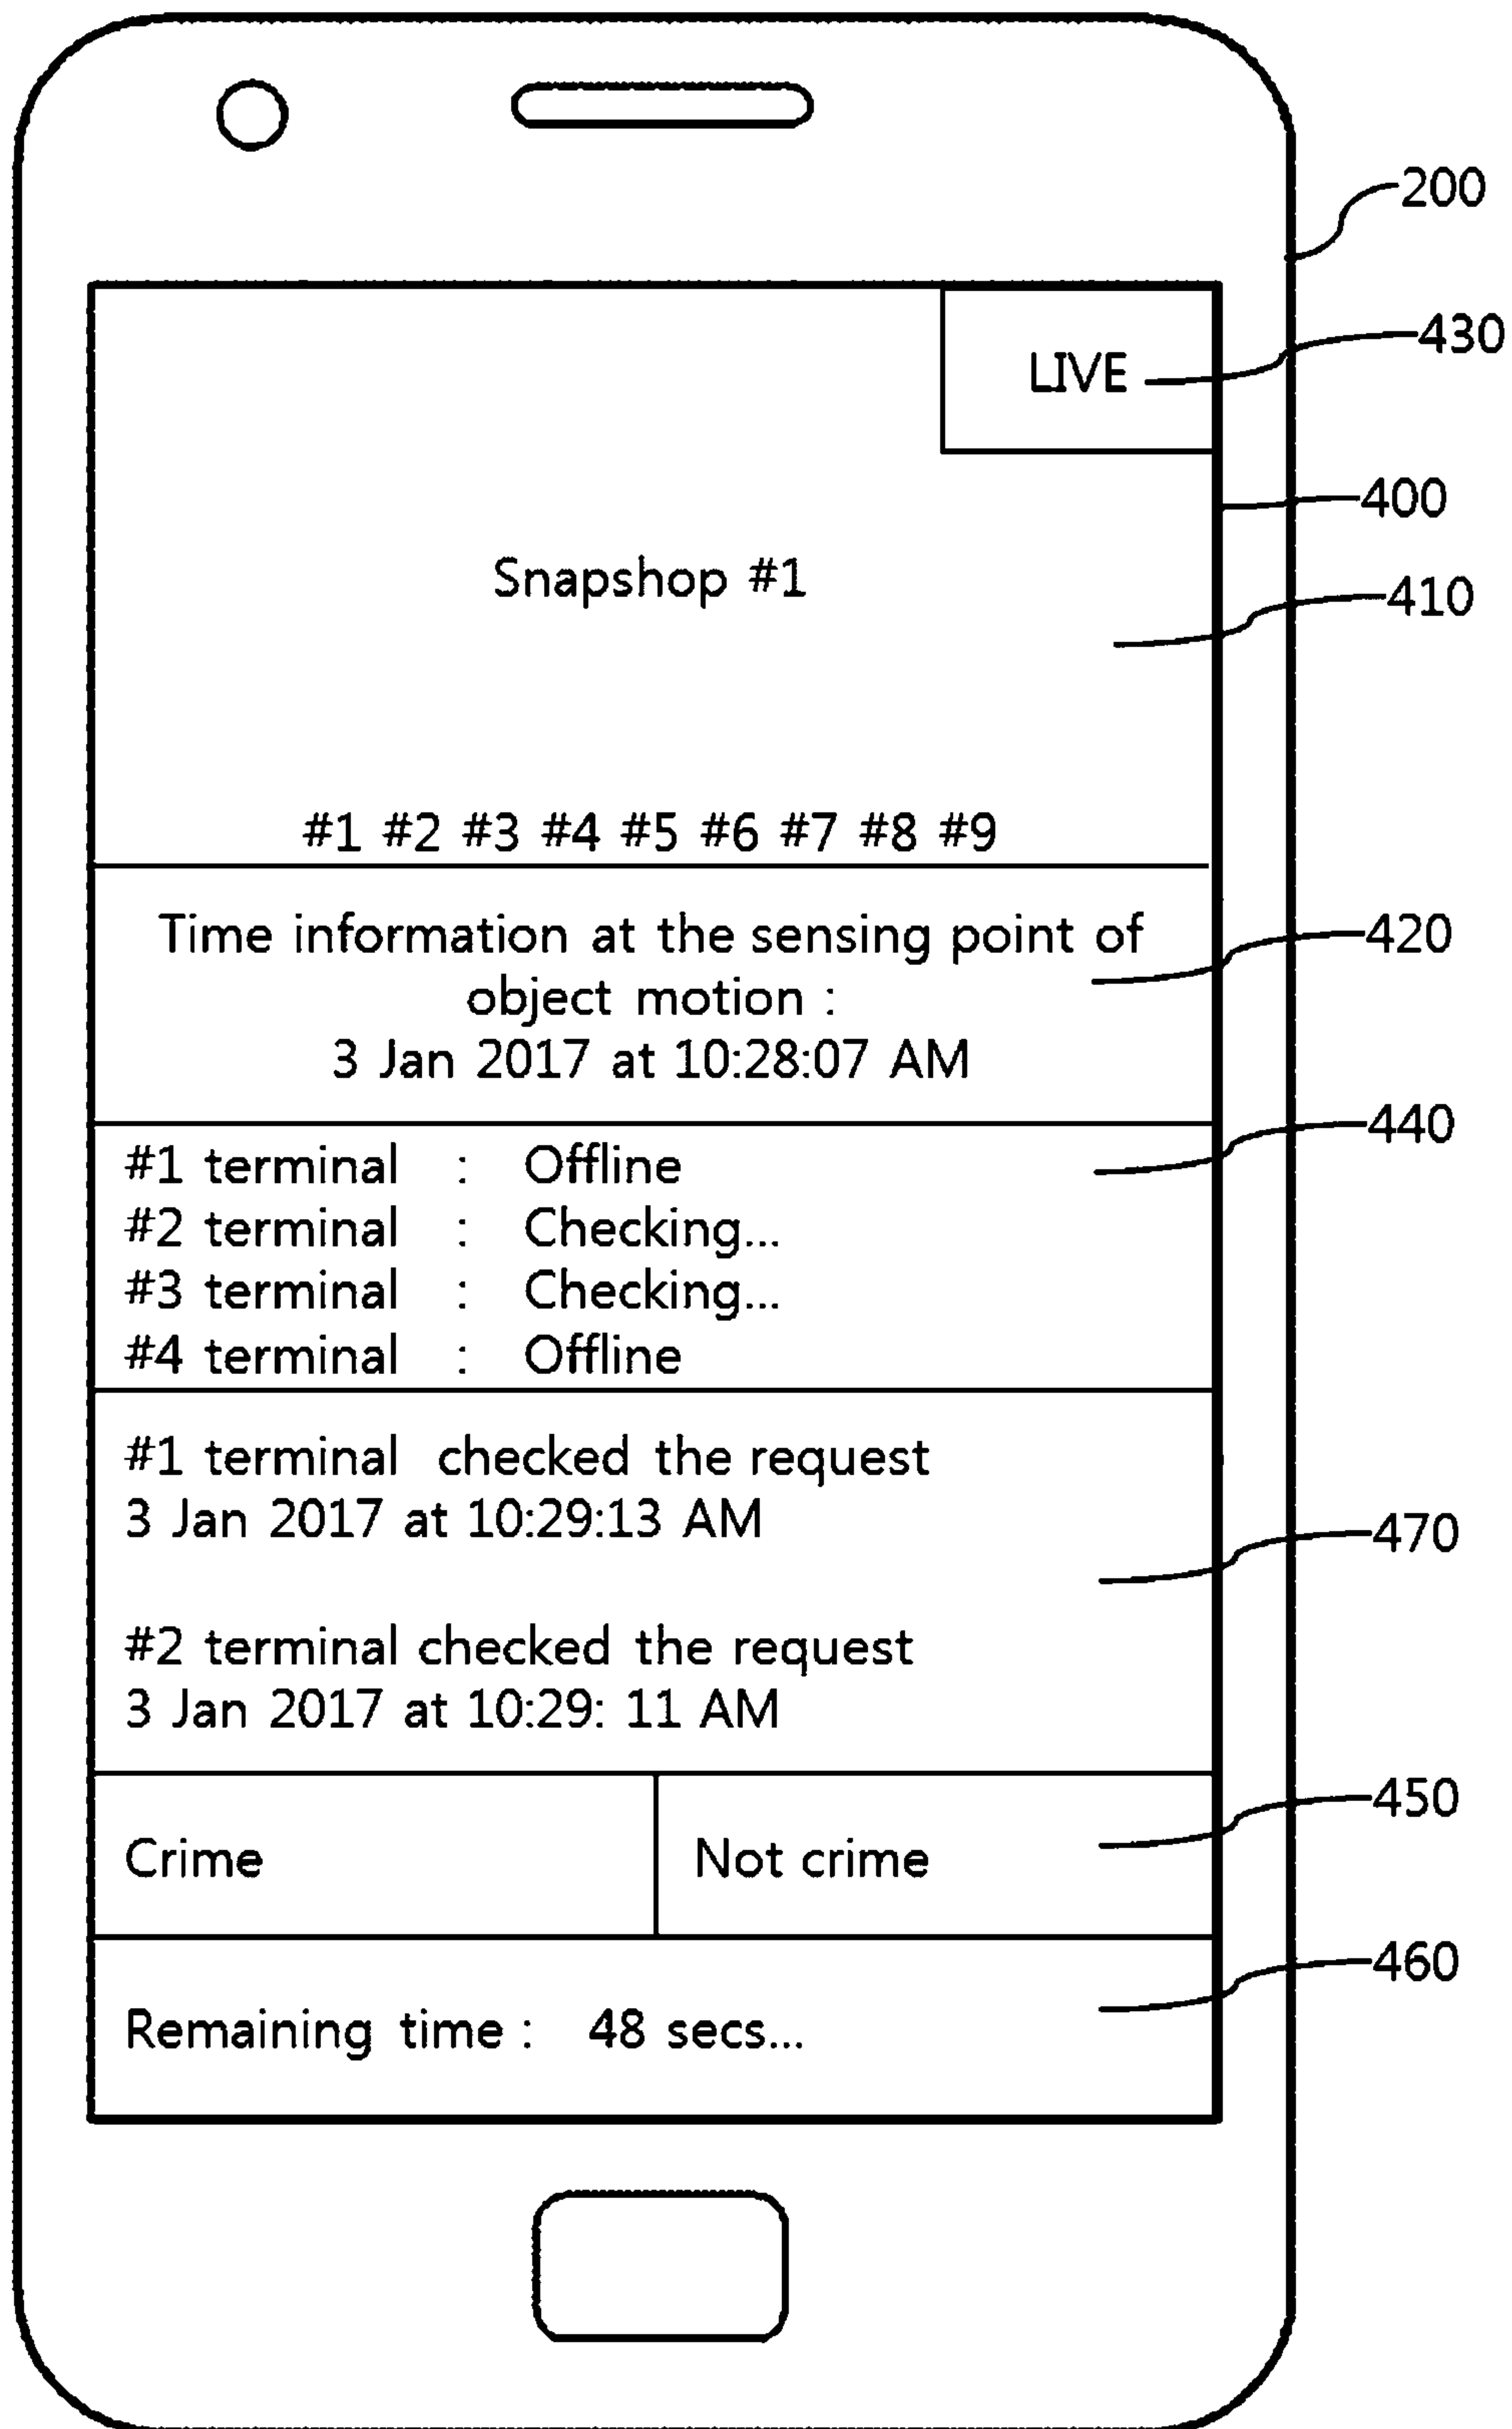 200
LIVE
430
400
Snapshop #1
410
#1 #2 #3 #4 #5 #6 #7 #8 #9
Time information at the sensing point of
object motion :
3 Jan 2017 at 10:28:07 AM
420
440
#1 terminal : Offline
#2 terminal : Checking...
#3 terminal : Checking...
#4 terminal : Offline
#1 terminal checked the request
3 Jan 2017 at 10:29:13 AM
470
#2 terminal checked the request
3 Jan 2017 at 10:29: 11 AM
450
Crime
Not crime
460
Remaining time : 48 secs...